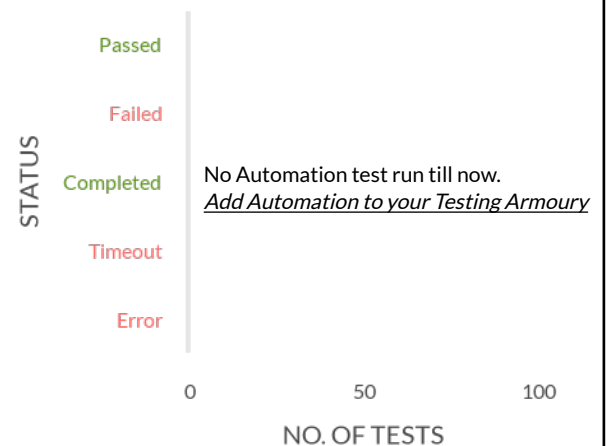 STATUS
Passed
Failed
Completed
Timeout
Error
No Automation test run till now.
Add Automation to your Testing Armoury
0 50 100
NO. OF TESTS